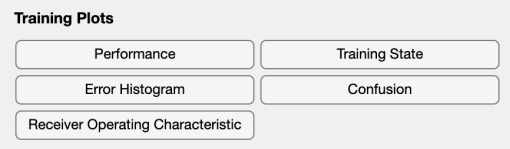 Training Plots
Performance
Training State
Error Histogram
Confusion
Receiver Operating Characteristic